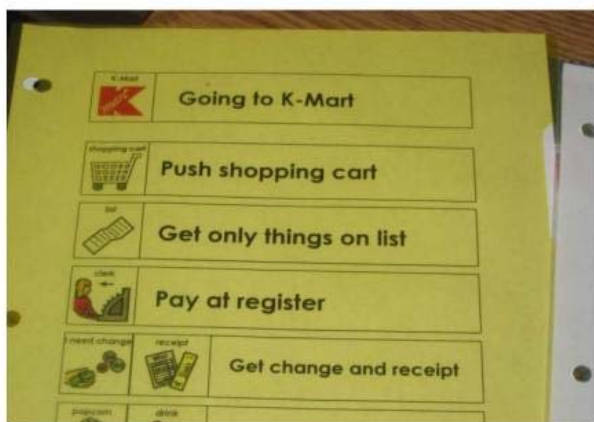 K-Mart
Going to K-Mart
shopping cart
Push shopping cart
list
Get only things on list
clerk
Pay at register
I need change
receipt
Get change and receipt
popcorn
drink